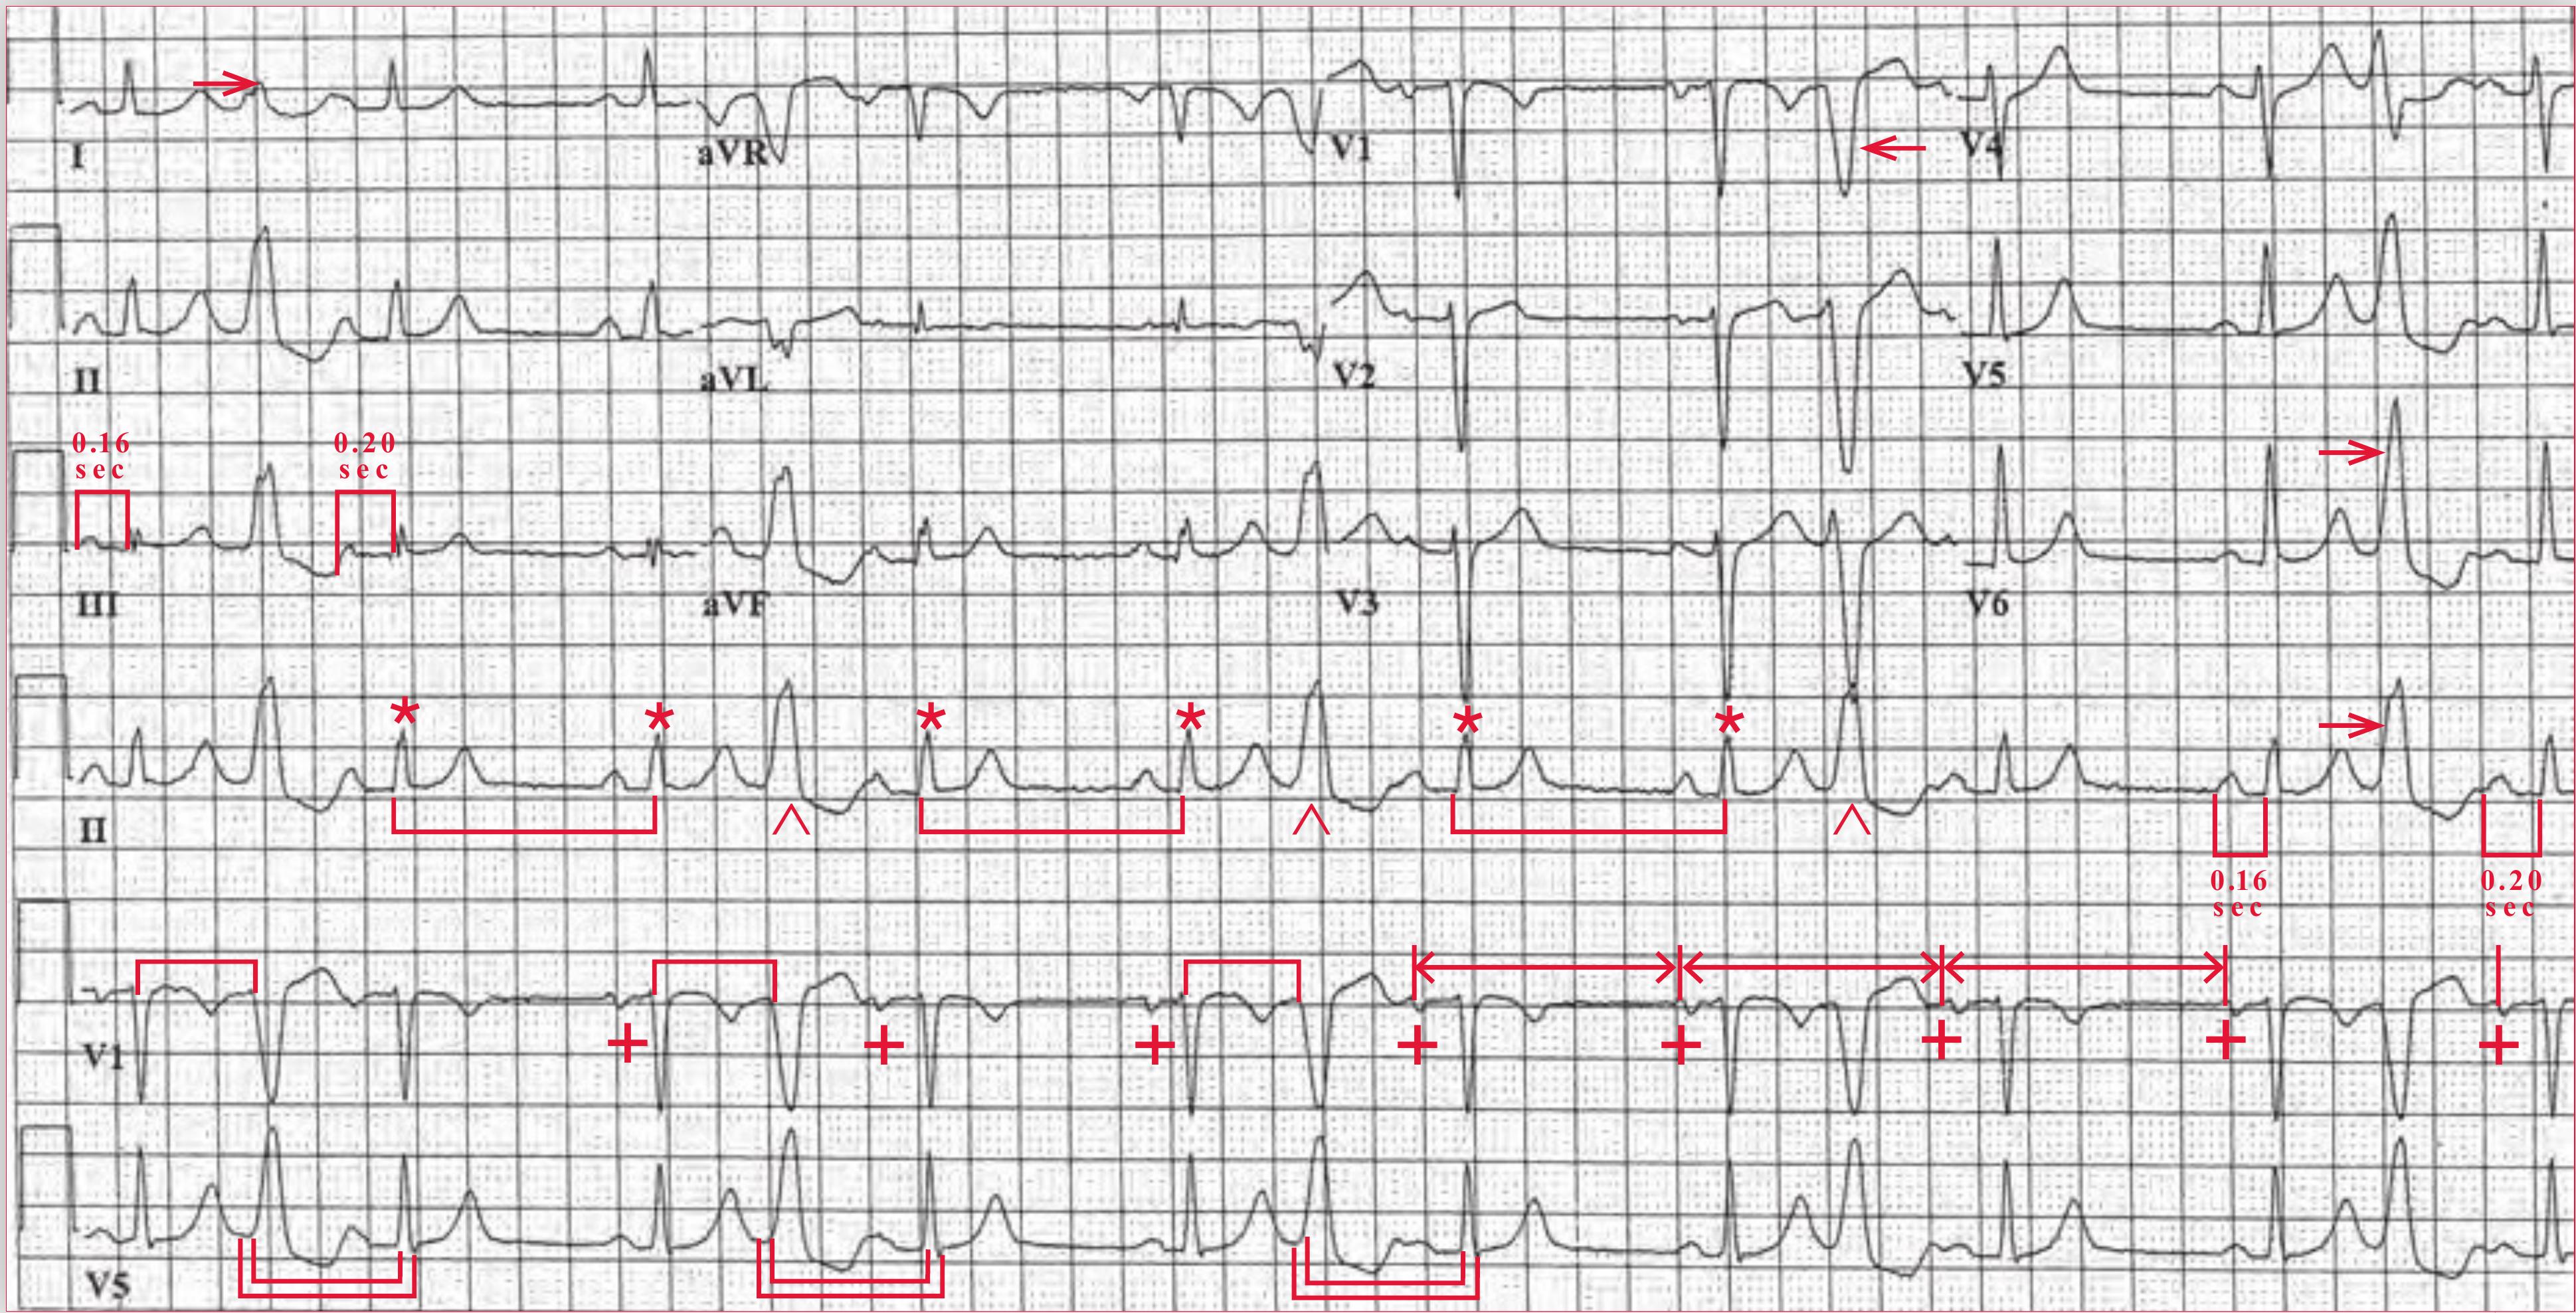 I
aVR
V1
V4
II
aVL
V2
V5
0.16
sec
0.20
sec
III
aVF
V3
V6
* * * * * *
II
0.16
sec
0.20
sec
+ + + + + + + +
V1
V5